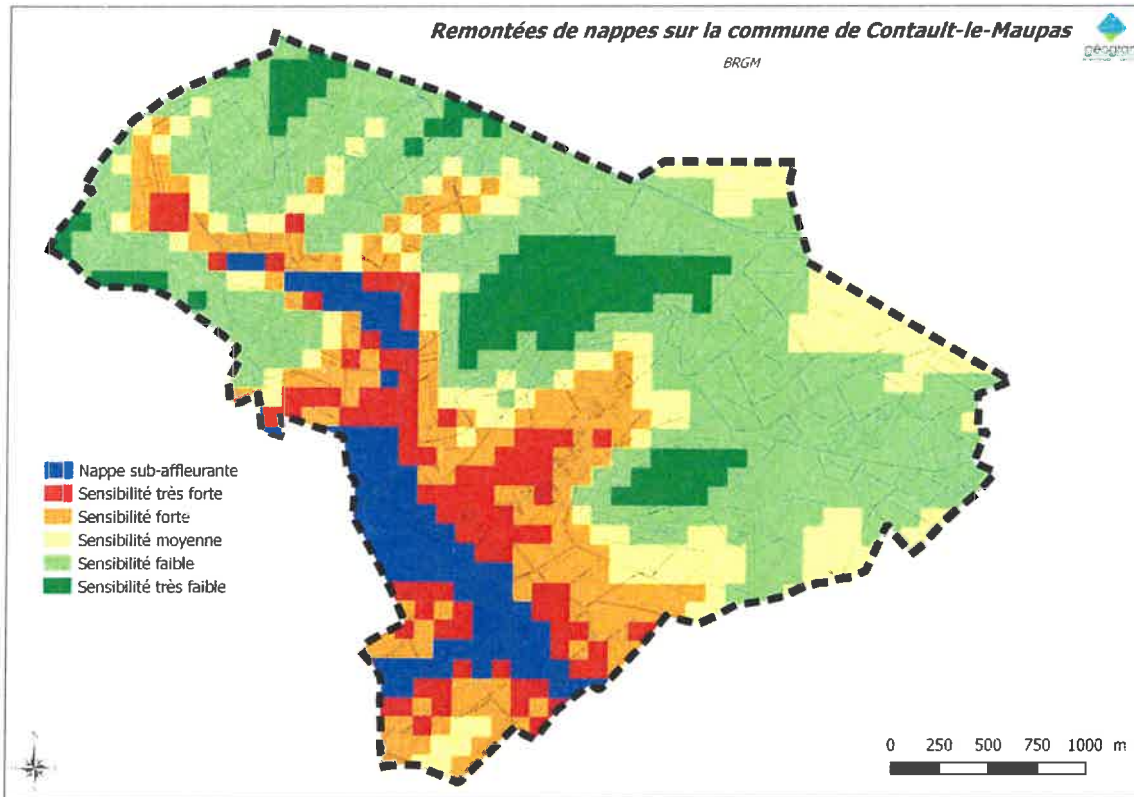 Remontées de nappes sur la commune de Contault-le-Maupas
BRGM
géogram
Nappe sub-affleurante
Sensibilité très forte
Sensibilité forte
Sensibilité moyenne
Sensibilité faible
Sensibilité très faible
0 250 500 750 1000 m